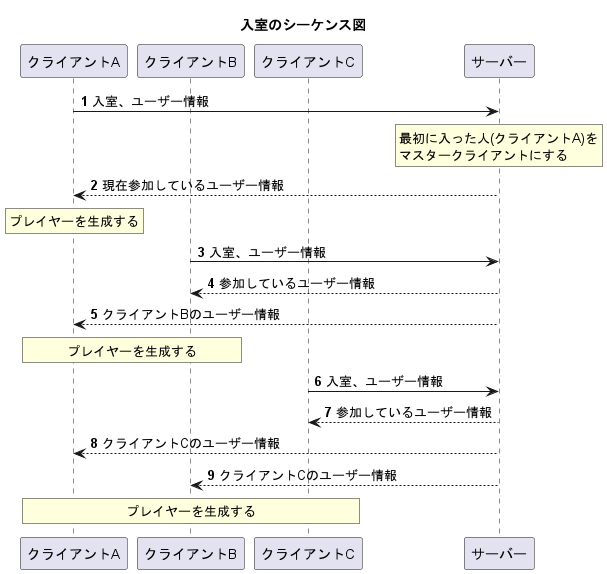 入室のシーケンス図
クライアントA クライアントB クライアントC サーバー
1 入室、ユーザー情報
最初に入った人(クライアントA)を
マスタークライアントにする
2 現在参加しているユーザー情報
プレイヤーを生成する
3 入室、ユーザー情報
4 参加しているユーザー情報
5 クライアントBのユーザー情報
プレイヤーを生成する
6 入室、ユーザー情報
7 参加しているユーザー情報
8 クライアントCのユーザー情報
9 クライアントCのユーザー情報
プレイヤーを生成する
クライアントA クライアントB クライアントC サーバー